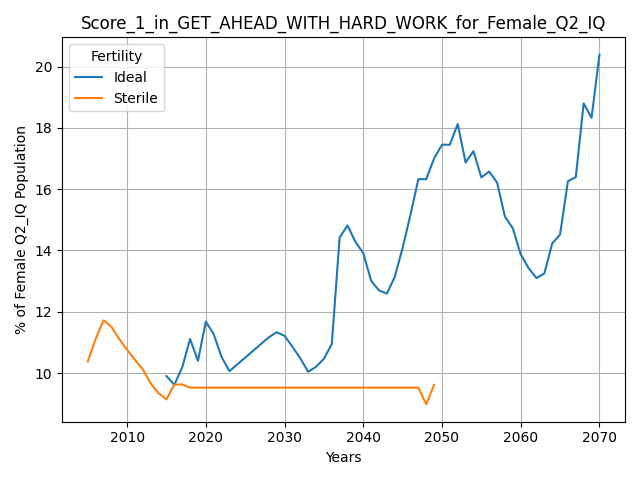 Score_1_in_GET_AHEAD_WITH_HARD_WORK_for_Female_Q2_IQ
Fertility
Ideal
Sterile
% of Female Q2_IQ Population
20
18
16
14
12
10
2010 2020 2030 2040 2050 2060 2070
Years